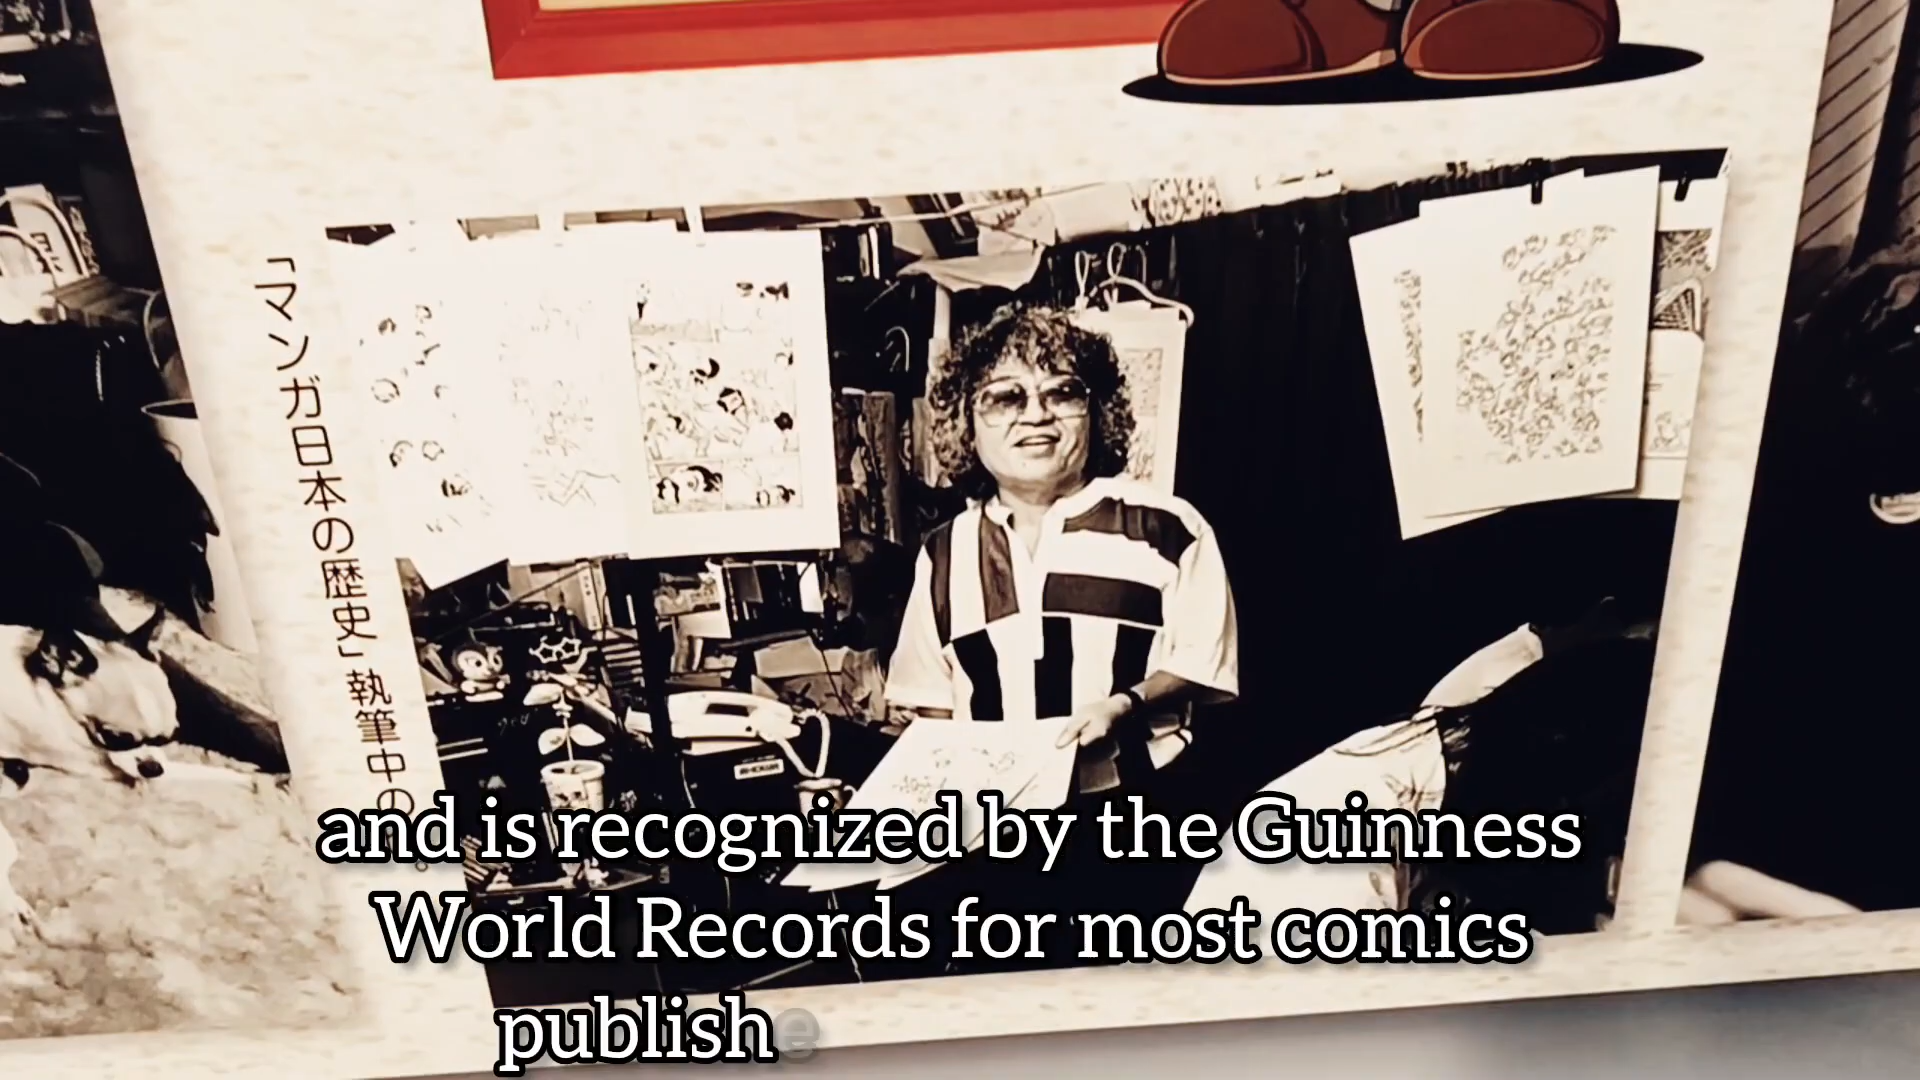 「マンガ日本の歴史」執筆中の
and is recognized by the Guinness
World Records for most comics
publishe